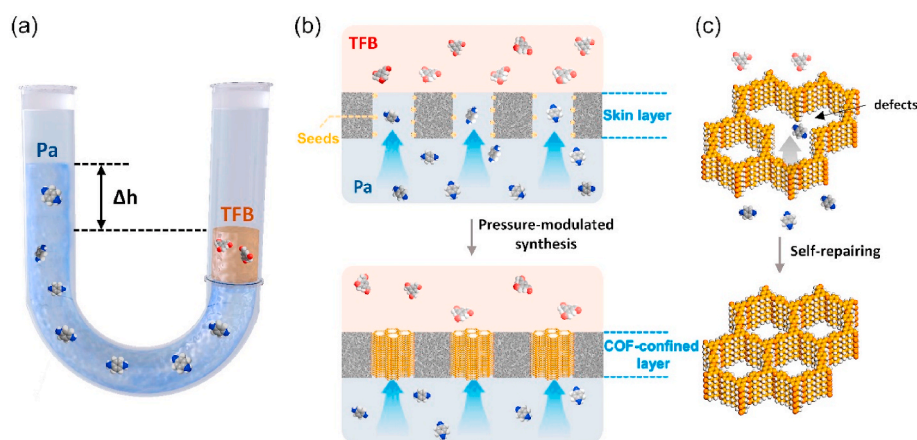 (a)
Pa
Δh
TFB
(b)
TFB
Seeds
Skin layer
Pa
Pressure-modulated
synthesis
COF-confined
layer
(c)
defects
Self-repairing